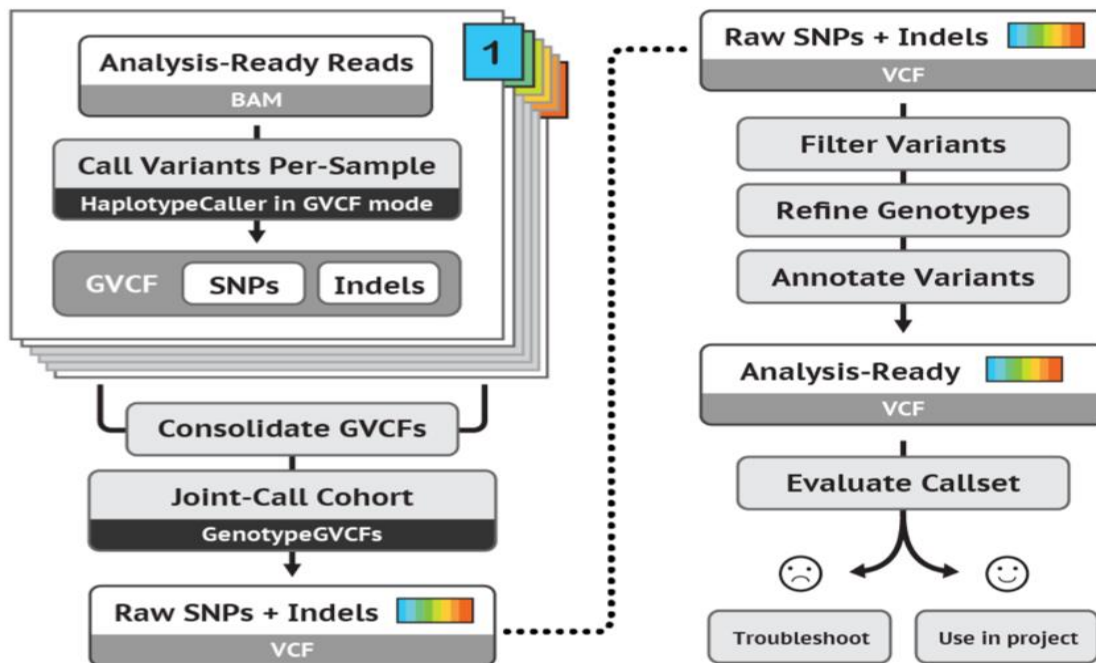 1
Analysis-Ready Reads
BAM
Call Variants Per-Sample
HaplotypeCaller in GVCF mode
GVCF SNPs Indels
Consolidate GVCFs
Joint-Call Cohort
GenotypeGVCFs
Raw SNPs + Indels
VCF
Raw SNPs + Indels
VCF
Filter Variants
Refine Genotypes
Annotate Variants
Analysis-Ready
VCF
Evaluate Callset
Troubleshoot
Use in project